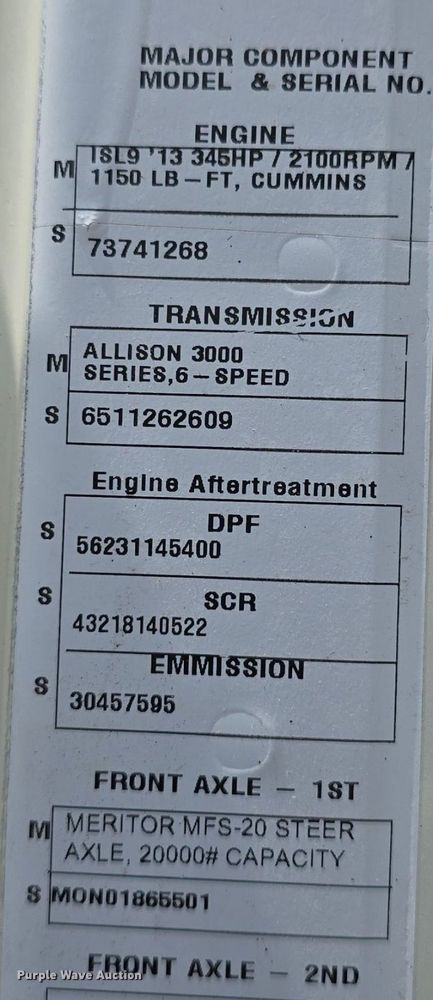 MAJOR COMPONENT
MODEL & SERIAL NO.
ENGINE
M ISL9 '13 345HP / 2100RPM /
1150 LB-FT, CUMMINS
S 73741268
TRANSMISSION
M ALLISON 3000
SERIES,6-SPEED
S 6511262609
Engine Aftertreatment
DPF
S 56231145400
SCR
S 43218140522
EMMISSION
S 30457595
FRONT AXLE - 1ST
M MERITOR MFS-20 STEER
AXLE, 20000# CAPACITY
S MON01865501
FRONT AXLE - 2ND
Purple Wave Auction